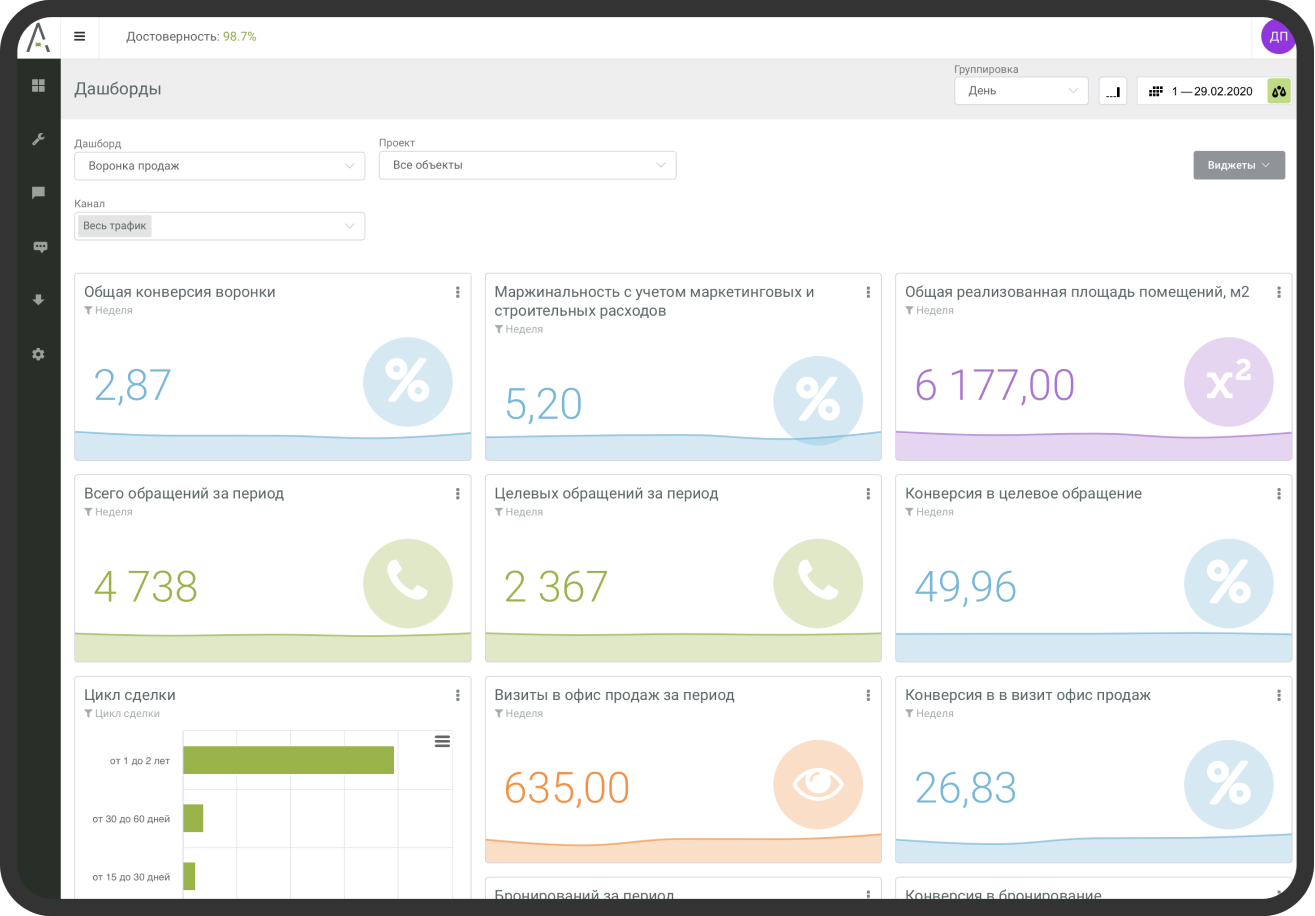 Достоверность: 98.7%
ДП
Дашборды
Группировка
День
1 — 29.02.2020
Дашборд
Воронка продаж
Проект
Все объекты
Виджеты
Канал
Весь трафик
Общая конверсия воронки
Неделя
2,87
%
Маржинальность с учетом маркетинговых и
строительных расходов
Неделя
5,20
%
Общая реализованная площадь помещений, м2
Неделя
6 177,00
x²
Всего обращений за период
Неделя
4 738
Целевых обращений за период
Неделя
2 367
Конверсия в целевое обращение
Неделя
49,96
%
Цикл сделки
Цикл сделки
от 1 до 2 лет
от 30 до 60 дней
от 15 до 30 дней
Визиты в офис продаж за период
Неделя
635,00
Конверсия в в визит офис продаж
Неделя
26,83
%
Бронирований за период
Конверсия в бронирование